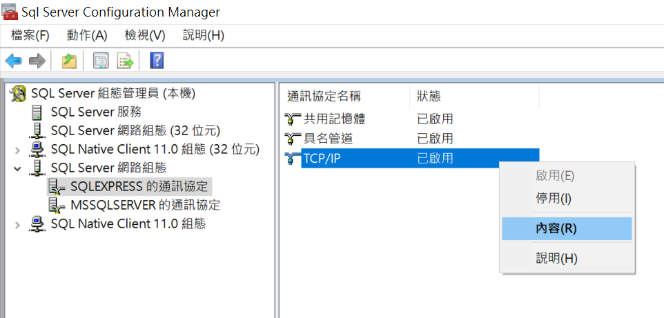 Sql Server Configuration Manager
檔案(F) 動作(A) 檢視(V) 說明(H)
SQL Server 組態管理員 (本機)
SQL Server 服務
SQL Server 網路組態 (32 位元)
SQL Native Client 11.0 組態 (32 位元)
SQL Server 網路組態
SQLEXPRESS 的通訊協定
MSSQLSERVER 的通訊協定
SQL Native Client 11.0 組態
通訊協定名稱 狀態
共用記憶體 已啟用
具名管道 已啟用
TCP/IP 已啟用
啟用(E)
停用(I)
內容(R)
說明(H)